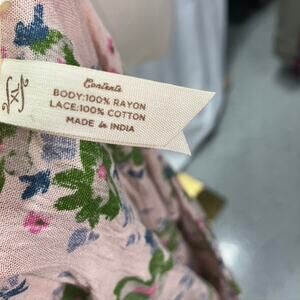 Contents
BODY:100% RAYON
LACE:100% COTTON
MADE IN INDIA